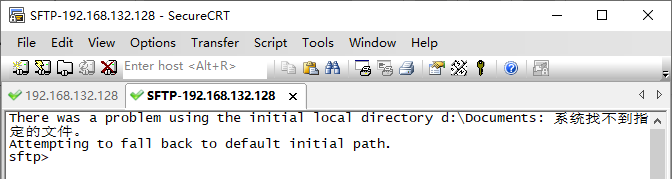 SFTP-192.168.132.128 - SecureCRT
File Edit View Options Transfer Script Tools Window Help
Enter host <Alt+R>
192.168.132.128 SFTP-192.168.132.128
There was a problem using the initial local directory d:\Documents: 系统找不到指
定的文件。
Attempting to fall back to default initial path.
sftp>